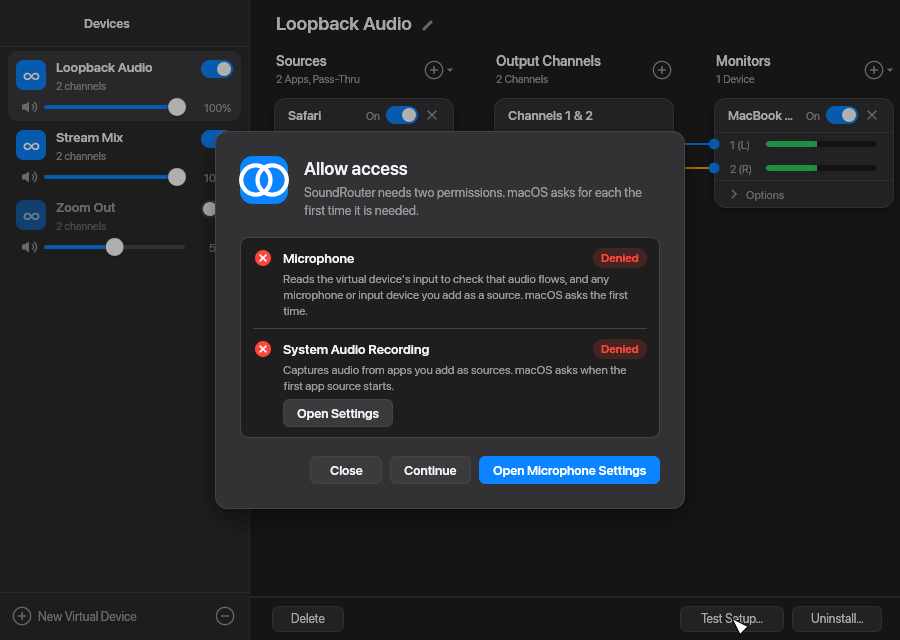 Devices
Loopback Audio
2 channels
100%
Stream Mix
2 channels
Zoom Out
2 channels
New Virtual Device
Loopback Audio
Sources
2 Apps, Pass-Thru
Output Channels
2 Channels
Monitors
1 Device
Safari
On
Channels 1 & 2
MacBook ...
On
1 (L)
2 (R)
Options
Allow access
SoundRouter needs two permissions. macOS asks for each the
first time it is needed.
Microphone
Denied
Reads the virtual device's input to check that audio flows, and any
microphone or input device you add as a source. macOS asks the first
time.
System Audio Recording
Denied
Captures audio from apps you add as sources. macOS asks when the
first app source starts.
Open Settings
Close
Continue
Open Microphone Settings
Delete
Test Setup...
Uninstall...